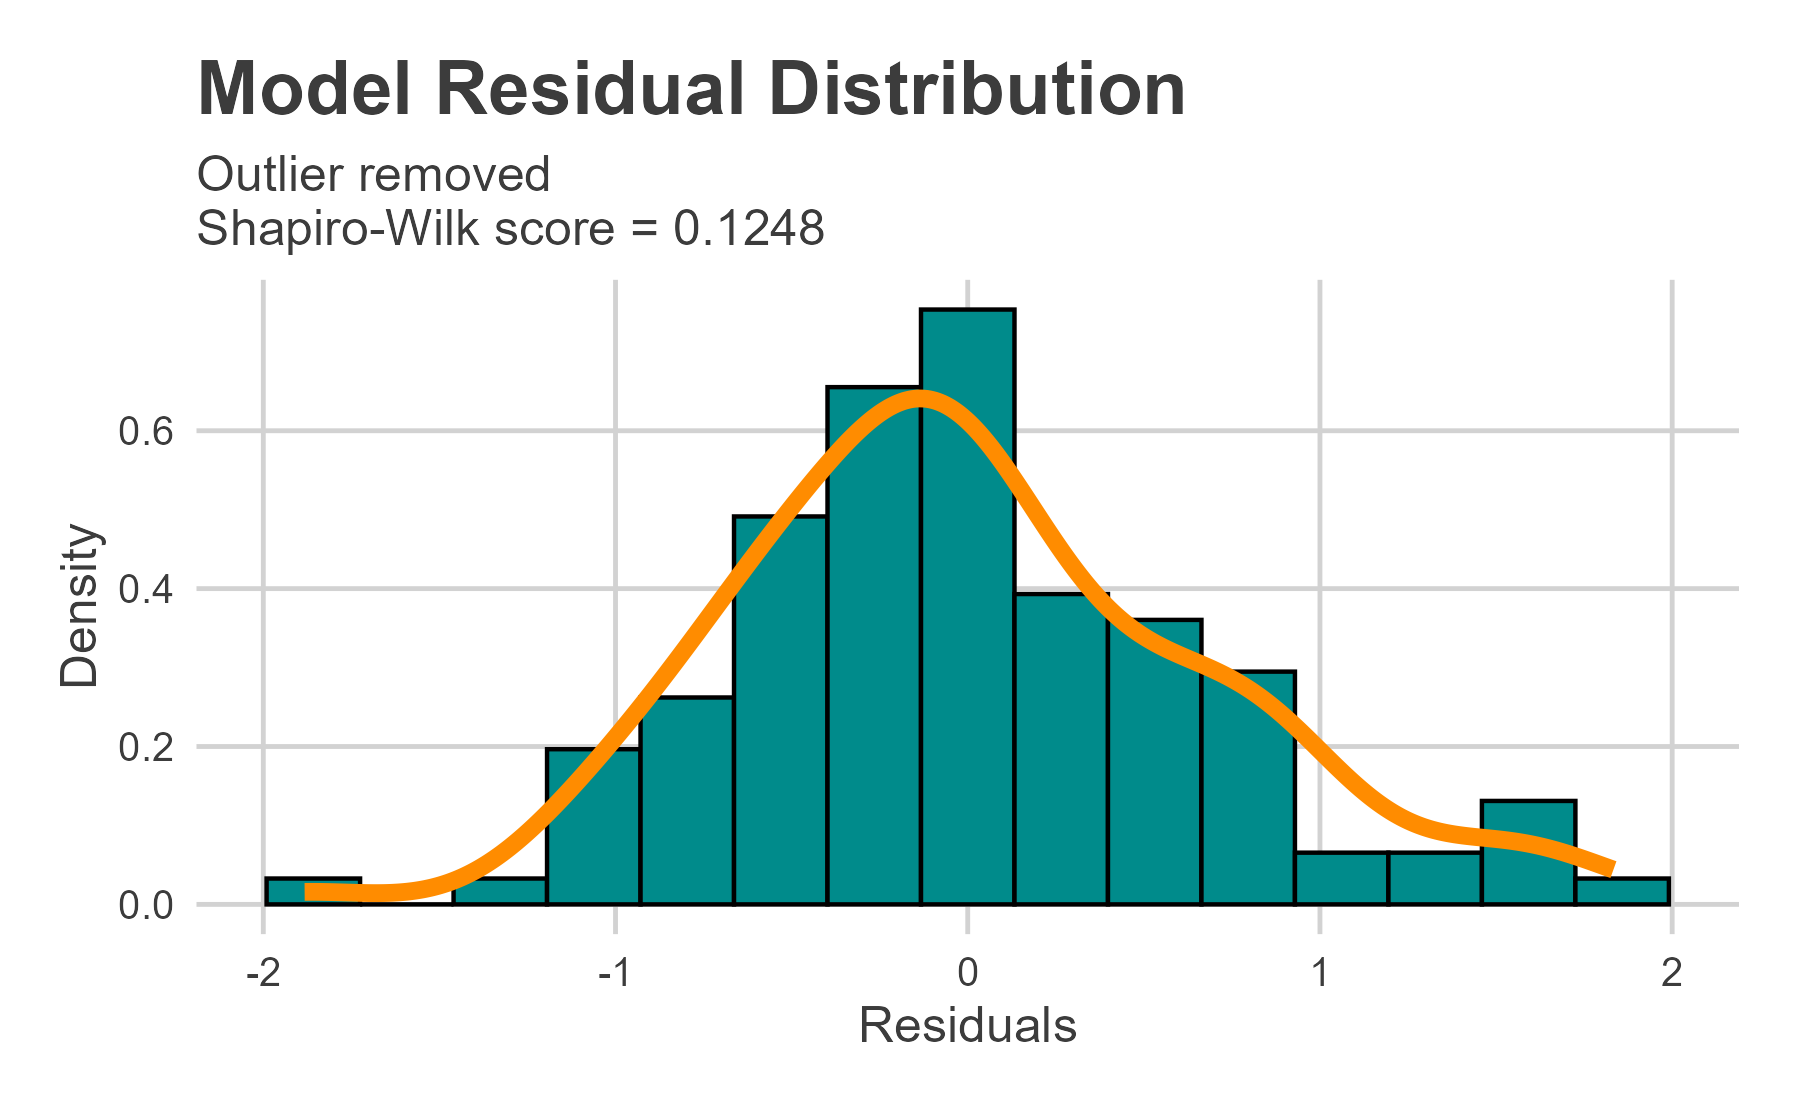 Model Residual Distribution
Outlier removed
Shapiro-Wilk score = 0.1248
Density
0.6
0.4
0.2
0.0
-2 -1 0 1 2
Residuals